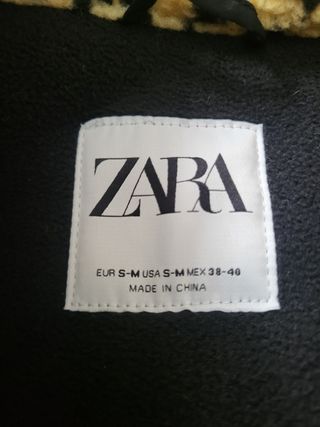 ZARA
EUR S-M USA S-M MEX 38-40
MADE IN CHINA